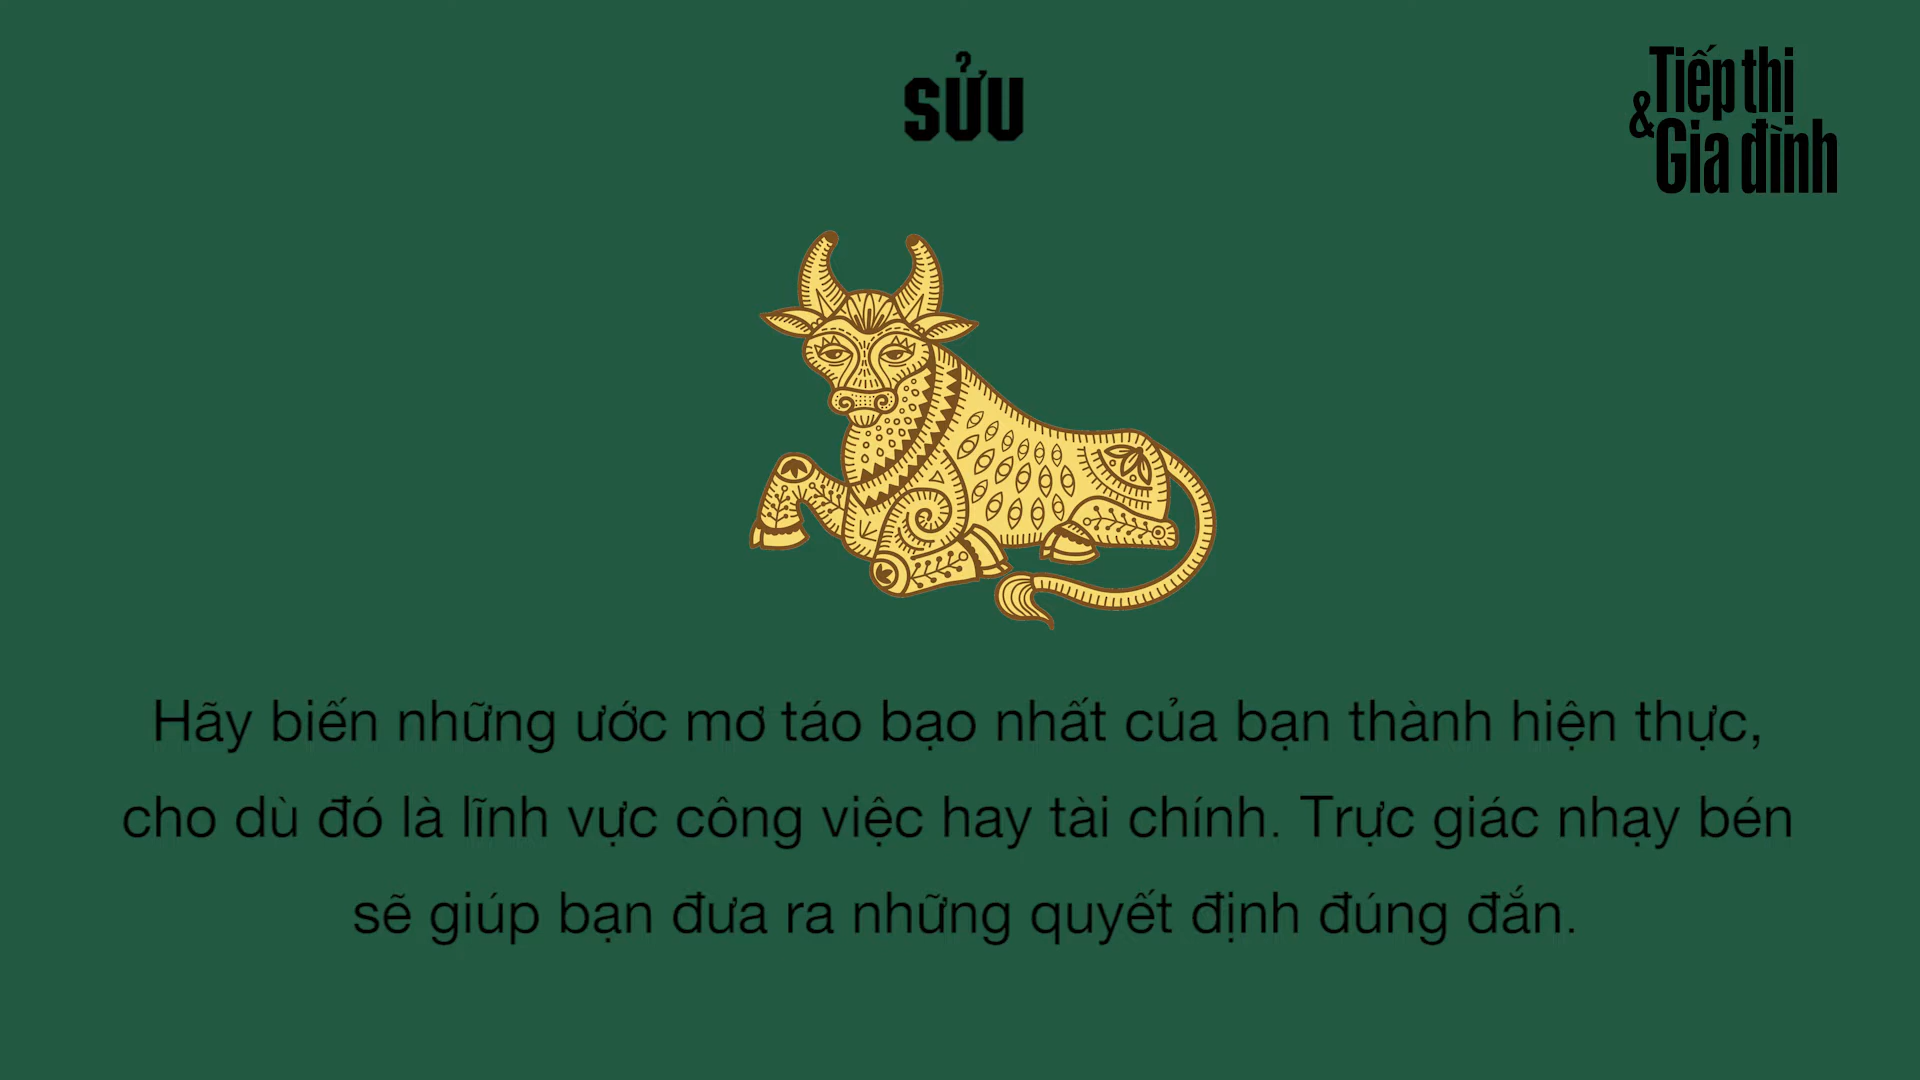 SỬU
Tiếp thị
& Gia đình
Hãy biến những ước mơ táo bạo nhất của bạn thành hiện thực,
cho dù đó là lĩnh vực công việc hay tài chính. Trực giác nhạy bén
sẽ giúp bạn đưa ra những quyết định đúng đắn.